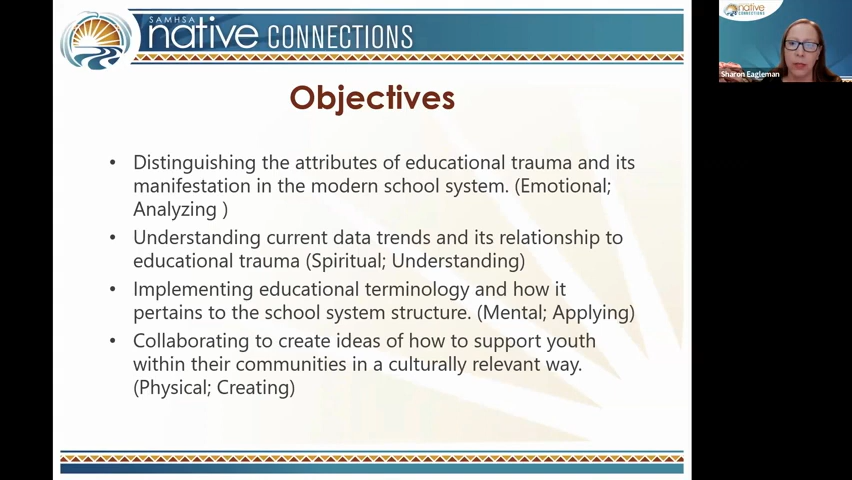 SAMHSA
native CONNECTIONS
Objectives
• Distinguishing the attributes of educational trauma and its
manifestation in the modern school system. (Emotional;
Analyzing )
• Understanding current data trends and its relationship to
educational trauma (Spiritual; Understanding)
• Implementing educational terminology and how it
pertains to the school system structure. (Mental; Applying)
• Collaborating to create ideas of how to support youth
within their communities in a culturally relevant way.
(Physical; Creating)
native
CONNECTIONS
Sharon Eagleman